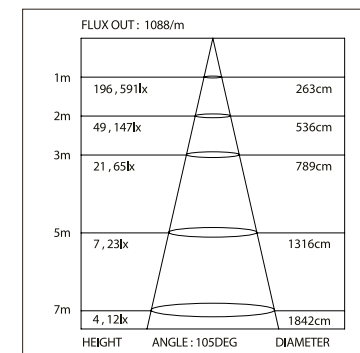 FLUX OUT : 1088/m
1m
196 , 591lx 263cm
2m
49 , 147lx 536cm
3m
21 , 65lx 789cm
5m
7 , 23lx 1316cm
7m
4 , 12lx 1842cm
HEIGHT ANGLE : 105DEG DIAMETER